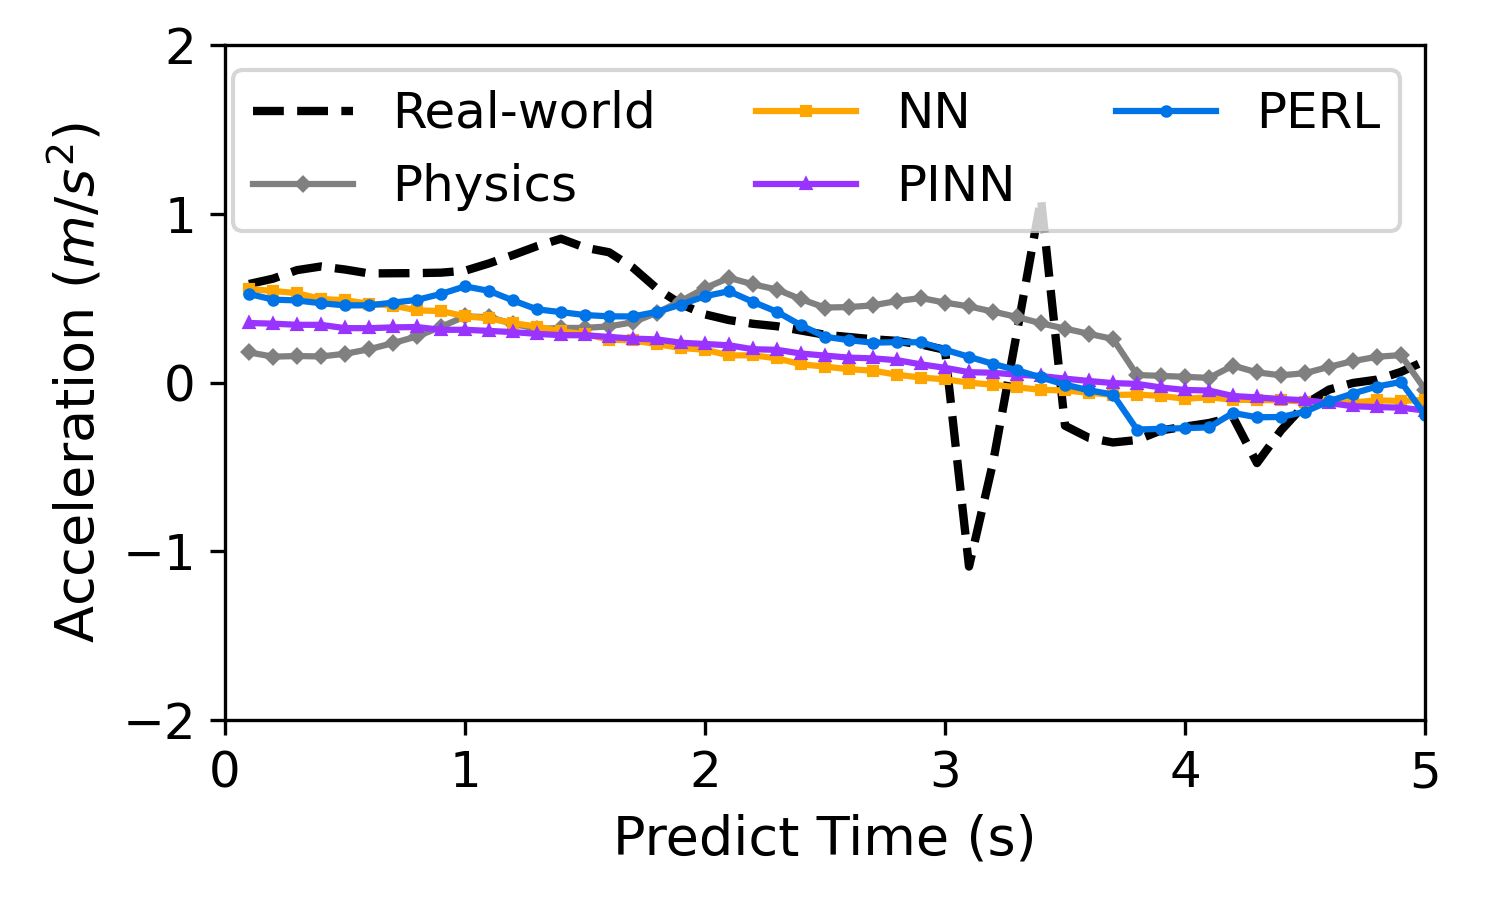 2
1
0
−1
−2
Acceleration (m/s²)
Real-world
Physics
NN
PINN
PERL
0 1 2 3 4 5
Predict Time (s)